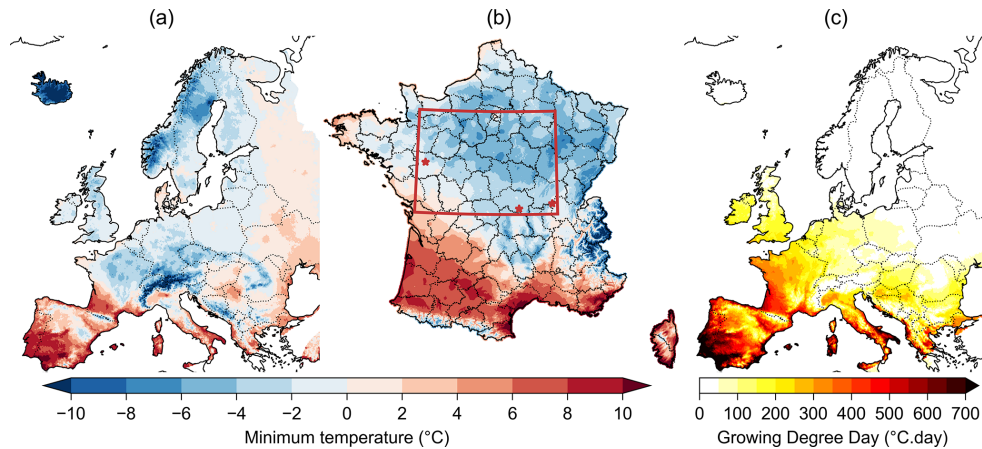 (a) (b) (c)
−10 −8 −6 −4 −2 0 2 4 6 8 10
Minimum temperature (°C)
0 100 200 300 400 500 600 700
Growing Degree Day (°C.day)